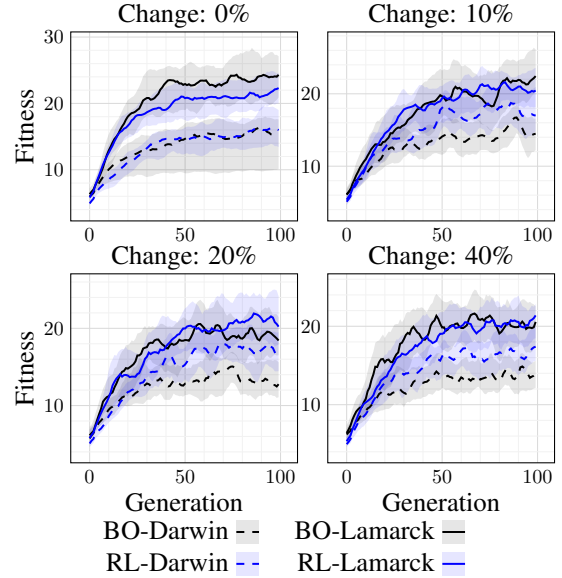 Change: 0%
Change: 10%
30
20
10
Fitness
20
10
0
50
100
0
50
100
Change: 20%
Change: 40%
20
10
Fitness
20
10
0
50
100
0
50
100
Generation
Generation
BO-Darwin
BO-Lamarck
RL-Darwin
RL-Lamarck